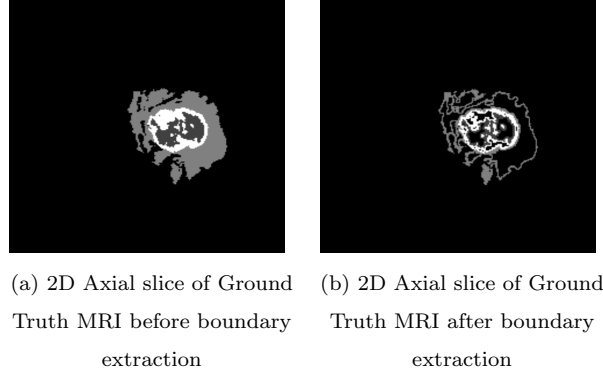 (a) 2D Axial slice of Ground
Truth MRI before boundary
extraction
(b) 2D Axial slice of Ground
Truth MRI after boundary
extraction